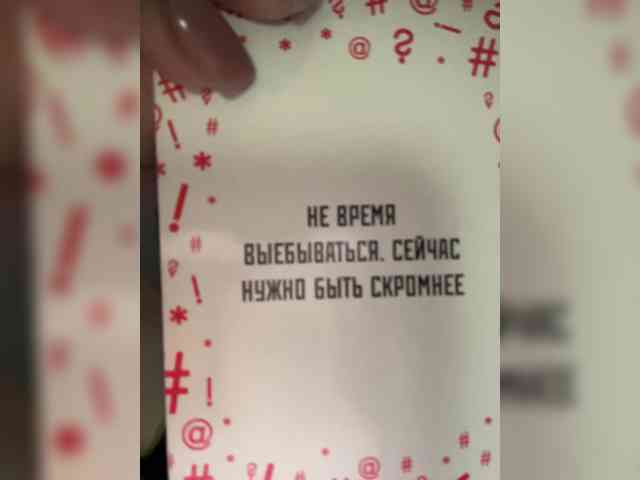 НЕ ВРЕМЯ
ВЫЕБЫВАТЬСЯ. СЕЙЧАС
НУЖНО БЫТЬ СКРОМНЕЕ